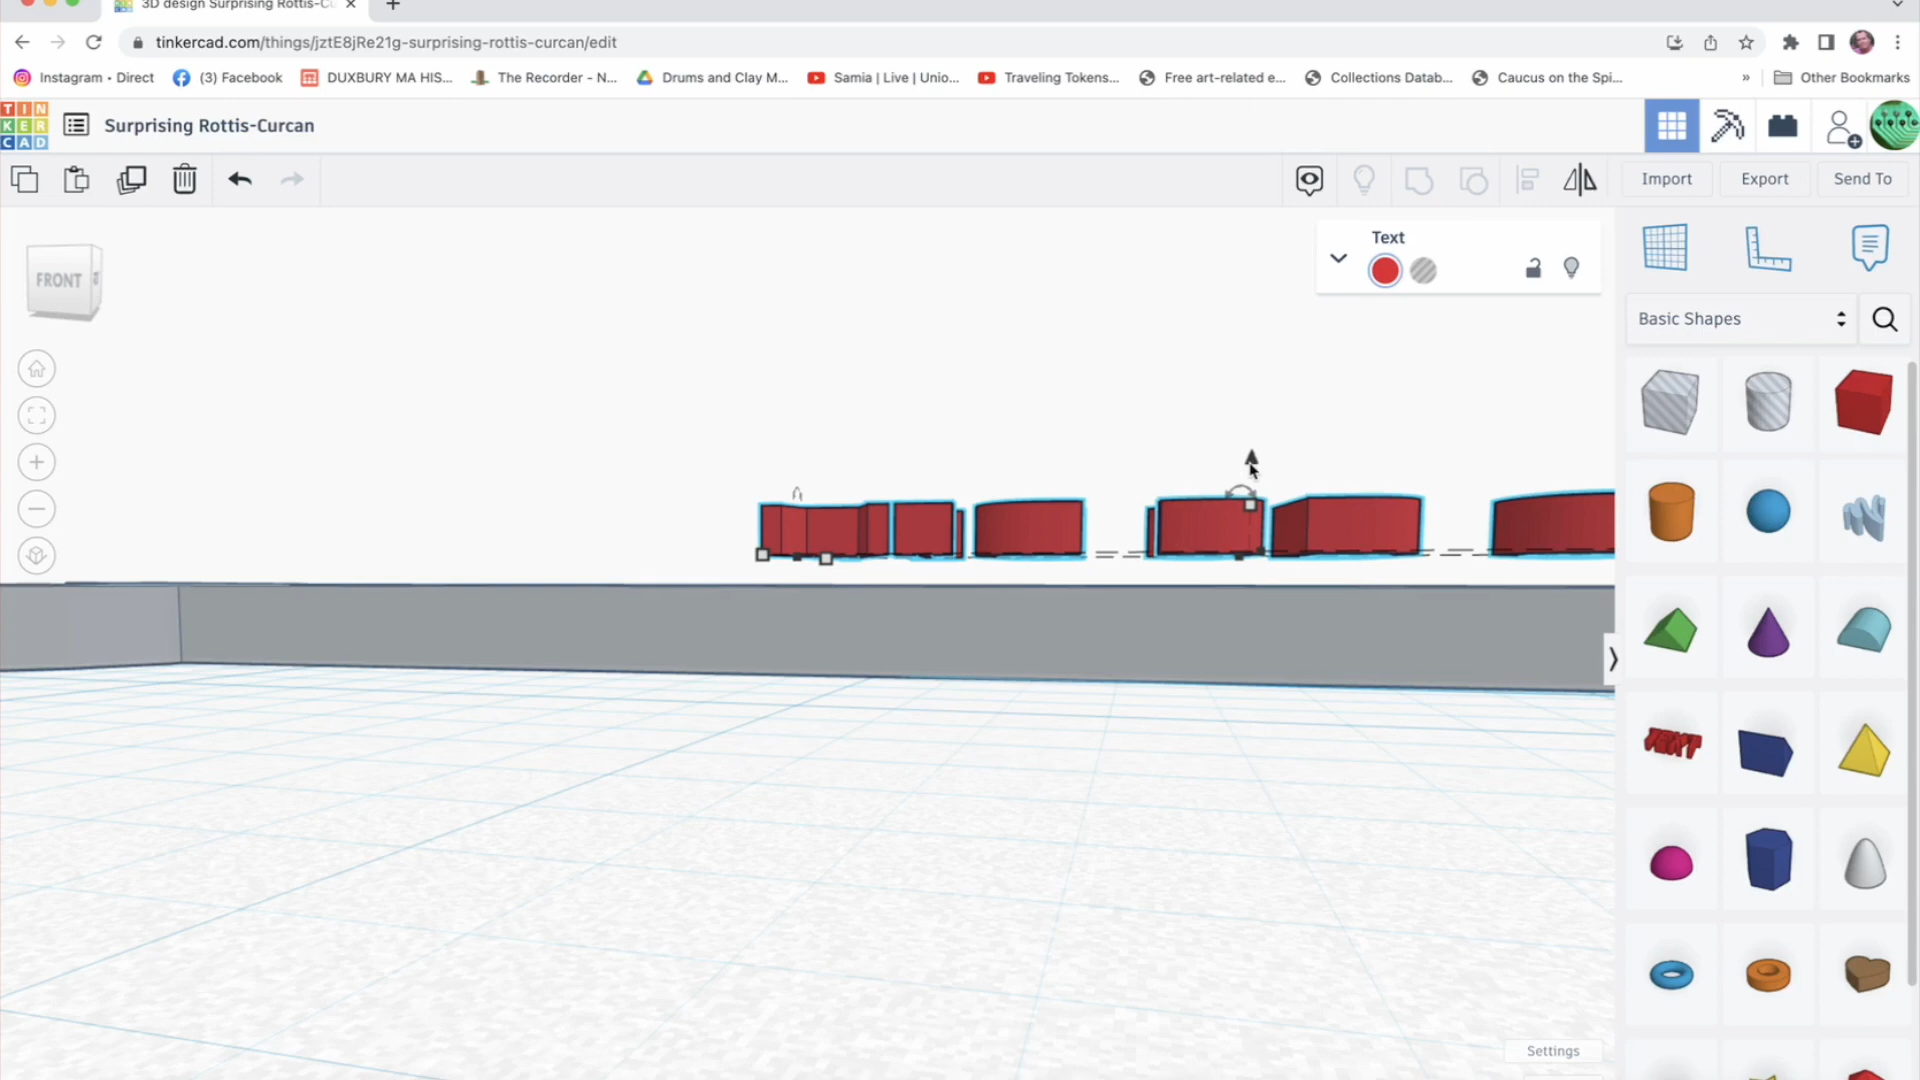 3D design Surprising Rottis-Cu
tinkercad.com/things/jztE8jRe21g-surprising-rottis-curcan/edit
Instagram • Direct
(3) Facebook
DUXBURY MA HIS...
The Recorder - N...
Drums and Clay M...
Samia | Live | Unio...
Traveling Tokens...
Free art-related e...
Collections Datab...
Caucus on the Spi...
»
Other Bookmarks
TIN
KER
CAD
Surprising Rottis-Curcan
Import
Export
Send To
FRONT
Text
Basic Shapes
TEXT
Settings